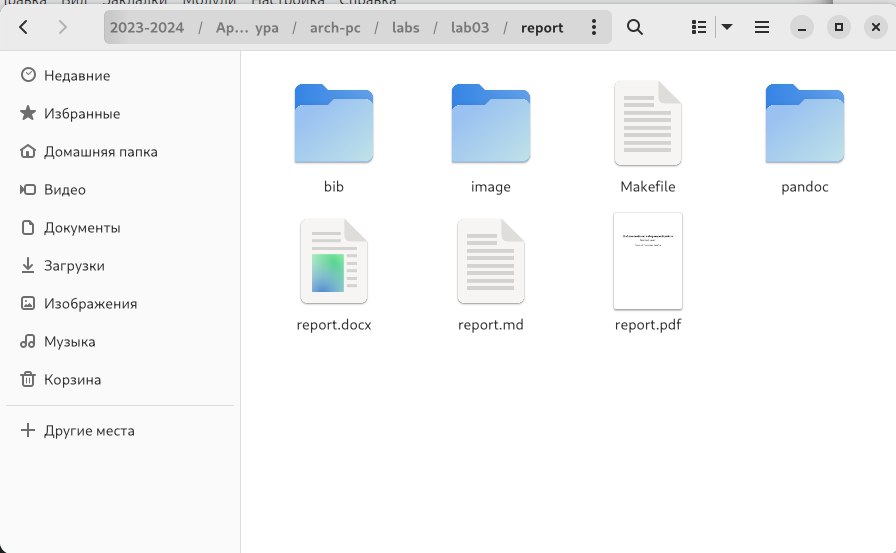 2023-2024 / Ар… ура / arch-pc / labs / lab03 / report
Недавние
Избранные
Домашняя папка
Видео
Документы
Загрузки
Изображения
Музыка
Корзина
Другие места
bib
image
Makefile
pandoc
report.docx
report.md
report.pdf